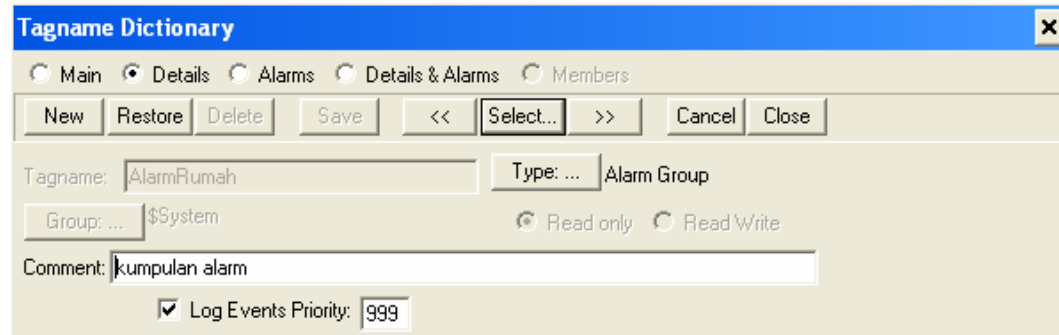 Tagname Dictionary
Main Details Alarms Details & Alarms Members
New Restore Delete Save << Select... >> Cancel Close
Tagname: AlarmRumah Type: ... Alarm Group
Group: ... $System Read only Read Write
Comment: kumpulan alarm
Log Events Priority: 999